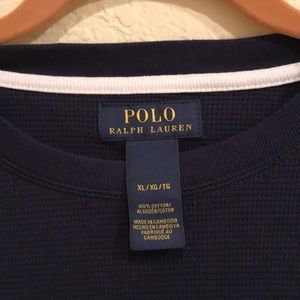 POLO
RALPH LAUREN
XL/XG/TG
100% COTTON/
ALGODÓN/COTON
MADE IN CAMBODIA
HECHO EN CAMBOYA
FABRIQUÉ AU
CAMBODGE